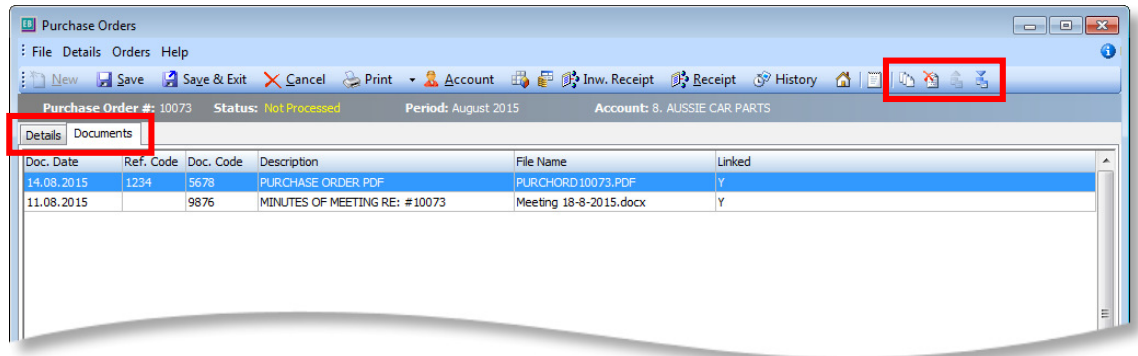 Purchase Orders
File Details Orders Help
New Save Save & Exit Cancel Print Account Inw. Receipt Receipt History
Purchase Order #: 10073 Status: Not Processed Period: August 2015 Account: 8. AUSSIE CAR PARTS
Details Documents
Doc. Date Ref. Code Doc. Code Description File Name Linked
14.08.2015 1234 5678 PURCHASE ORDER PDF PURCHORD10073.PDF Y
11.08.2015 9876 MINUTES OF MEETING RE: #10073 Meeting 18-8-2015.docx Y